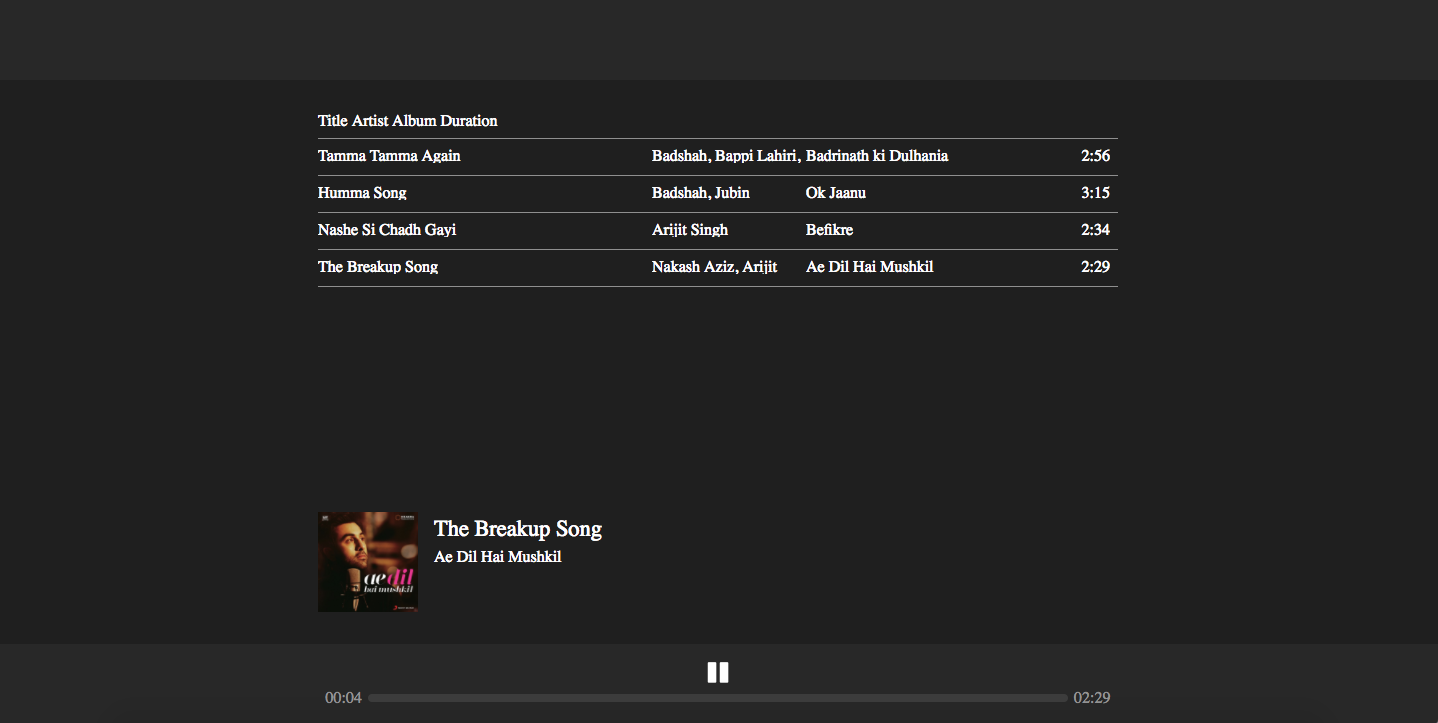 Title Artist Album Duration
Tamma Tamma Again Badshah, Bappi Lahiri, Badrinath ki Dulhania 2:56
Humma Song Badshah, Jubin Ok Jaanu 3:15
Nashe Si Chadh Gayi Arijit Singh Befikre 2:34
The Breakup Song Nakash Aziz, Arijit Ae Dil Hai Mushkil 2:29
The Breakup Song
Ae Dil Hai Mushkil
ae dil
hai mushkil
00:04 02:29